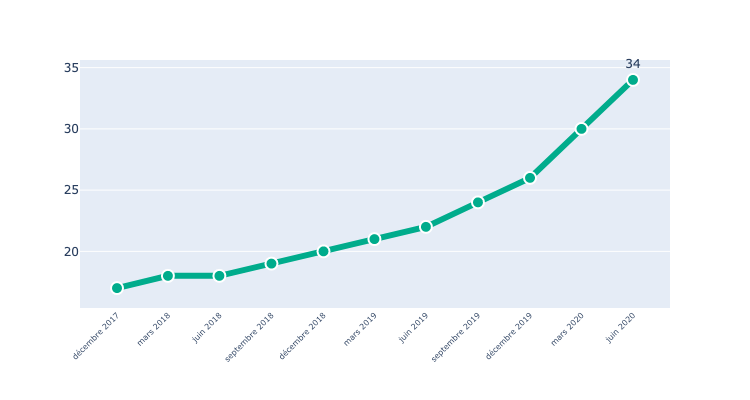 34
35
30
25
20
décembre 2017
mars 2018
juin 2018
septembre 2018
décembre 2018
mars 2019
juin 2019
septembre 2019
décembre 2019
mars 2020
juin 2020